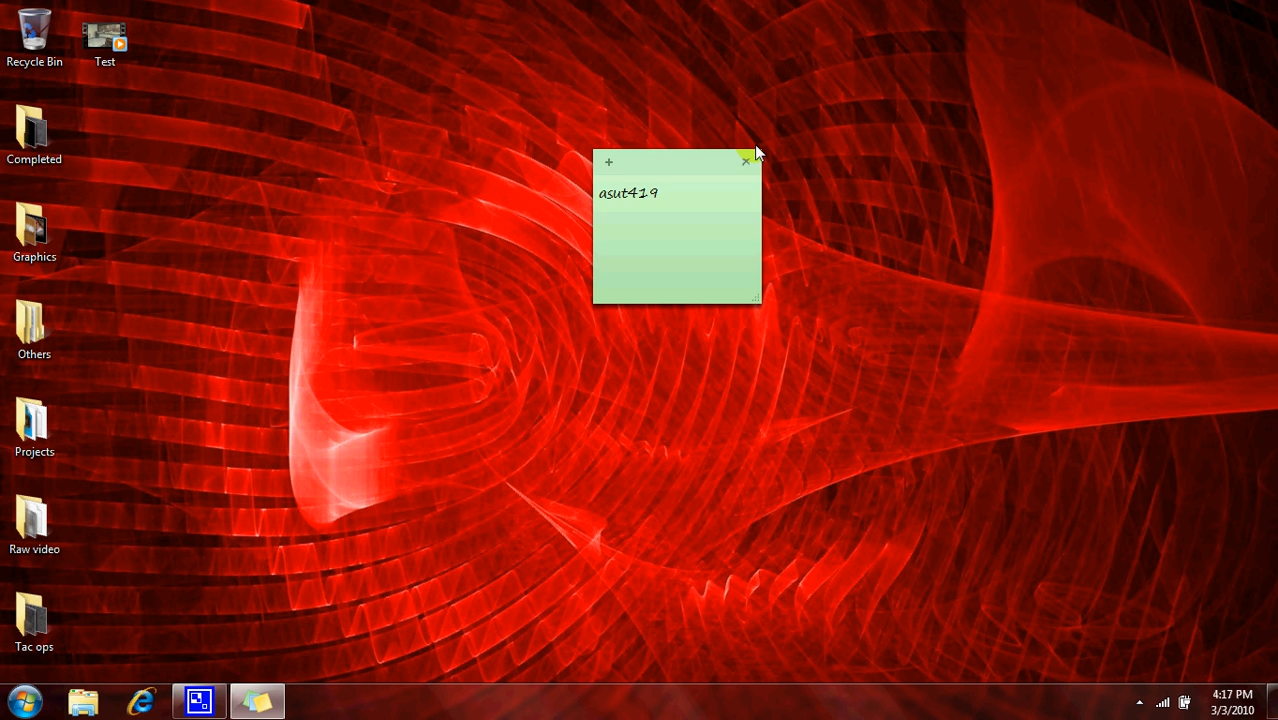 Recycle Bin
Test
Completed
Graphics
Others
Projects
Raw video
Tac ops
asut419
4:17 PM
3/3/2010